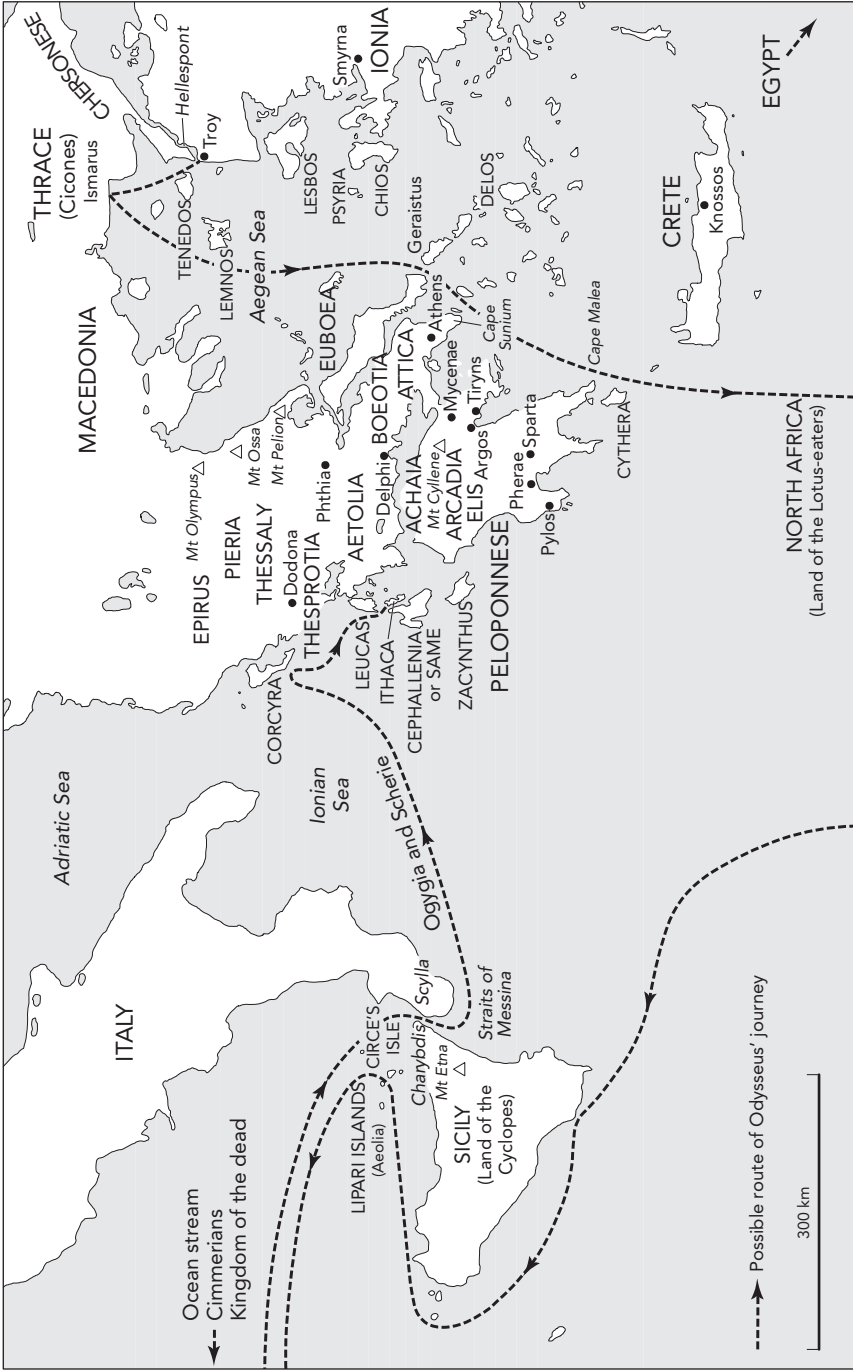 Ocean stream
Cimmerians
Kingdom of the dead
ITALY
Adriatic Sea
LIPARI ISLANDS
(Aeolia)
CIRCE'S
ISLE
Charybdis
Scylla
Mt Etna
SICILY
(Land of the
Cyclopes)
Straits of
Messina
Ionian
Sea
Ogygia and Scherie
CORCYRA
MACEDONIA
EPIRUS
Mt Olympus
PIERIA
Mt Ossa
THESSALY
Mt Pelion
Dodona
THESPROTIA
Phthia
AETOLIA
LEUCAS
ITHACA
CEPHALLENIA
or SAME
ZACYNTHUS
Delphi
BOEOTIA
EUBOEA
ATTICA
Athens
ACHAIA
Mt Cyllene
Mycenae
ARCADIA
Tiryns
ELIS
Argos
PELOPONNESE
Pherae
Sparta
Pylos
Cape
Sunium
Cape Malea
CYTHERA
THRACE
(Cicones)
Ismarus
CHERSONESE
Hellespont
Troy
TENEDOS
LEMNOS
Aegean Sea
LESBOS
PSYRIA
CHIOS
Smyrna
IONIA
Geraistus
DELOS
CRETE
Knossos
EGYPT
NORTH AFRICA
(Land of the Lotus-eaters)
Possible route of Odysseus' journey
300 km